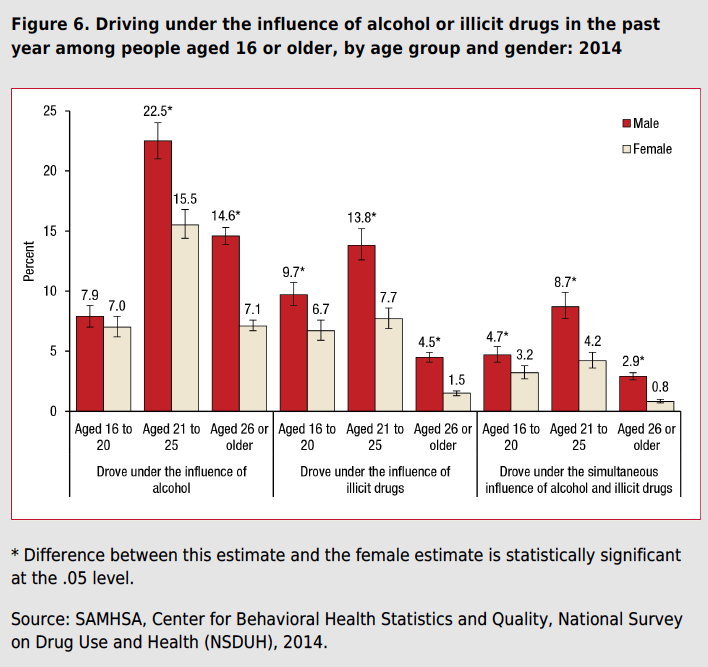 Figure 6. Driving under the influence of alcohol or illicit drugs in the past
year among people aged 16 or older, by age group and gender: 2014
25
20
15
10
5
0
Percent
Male
Female
7.9
7.0
22.5*
15.5
14.6*
7.1
9.7*
6.7
13.8*
7.7
4.5*
1.5
4.7*
3.2
8.7*
4.2
2.9*
0.8
Aged 16 to
20
Aged 21 to
25
Aged 26 or
older
Aged 16 to
20
Aged 21 to
25
Aged 26 or
older
Aged 16 to
20
Aged 21 to
25
Aged 26 or
older
Drove under the influence of
alcohol
Drove under the influence of
illicit drugs
Drove under the simultaneous
influence of alcohol and illicit drugs
* Difference between this estimate and the female estimate is statistically significant
at the .05 level.
Source: SAMHSA, Center for Behavioral Health Statistics and Quality, National Survey
on Drug Use and Health (NSDUH), 2014.